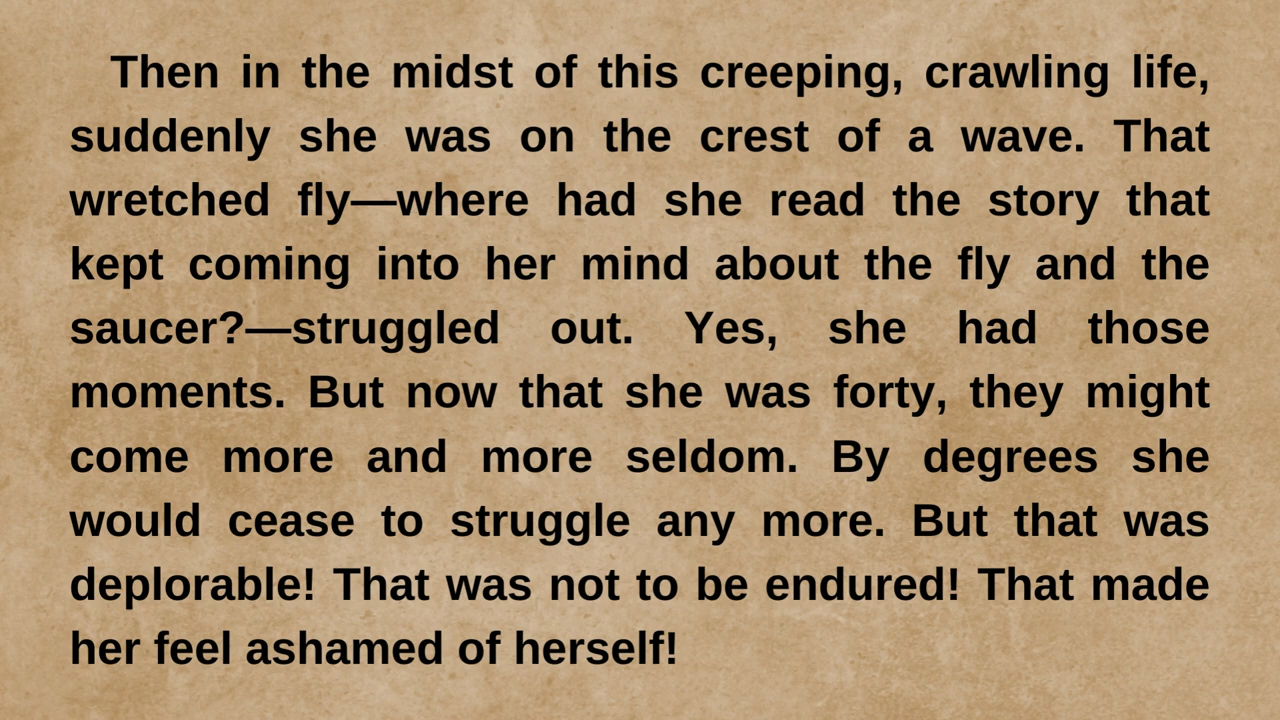 Then in the midst of this creeping, crawling life,
suddenly she was on the crest of a wave. That
wretched fly—where had she read the story that
kept coming into her mind about the fly and the
saucer?—struggled out. Yes, she had those
moments. But now that she was forty, they might
come more and more seldom. By degrees she
would cease to struggle any more. But that was
deplorable! That was not to be endured! That made
her feel ashamed of herself!